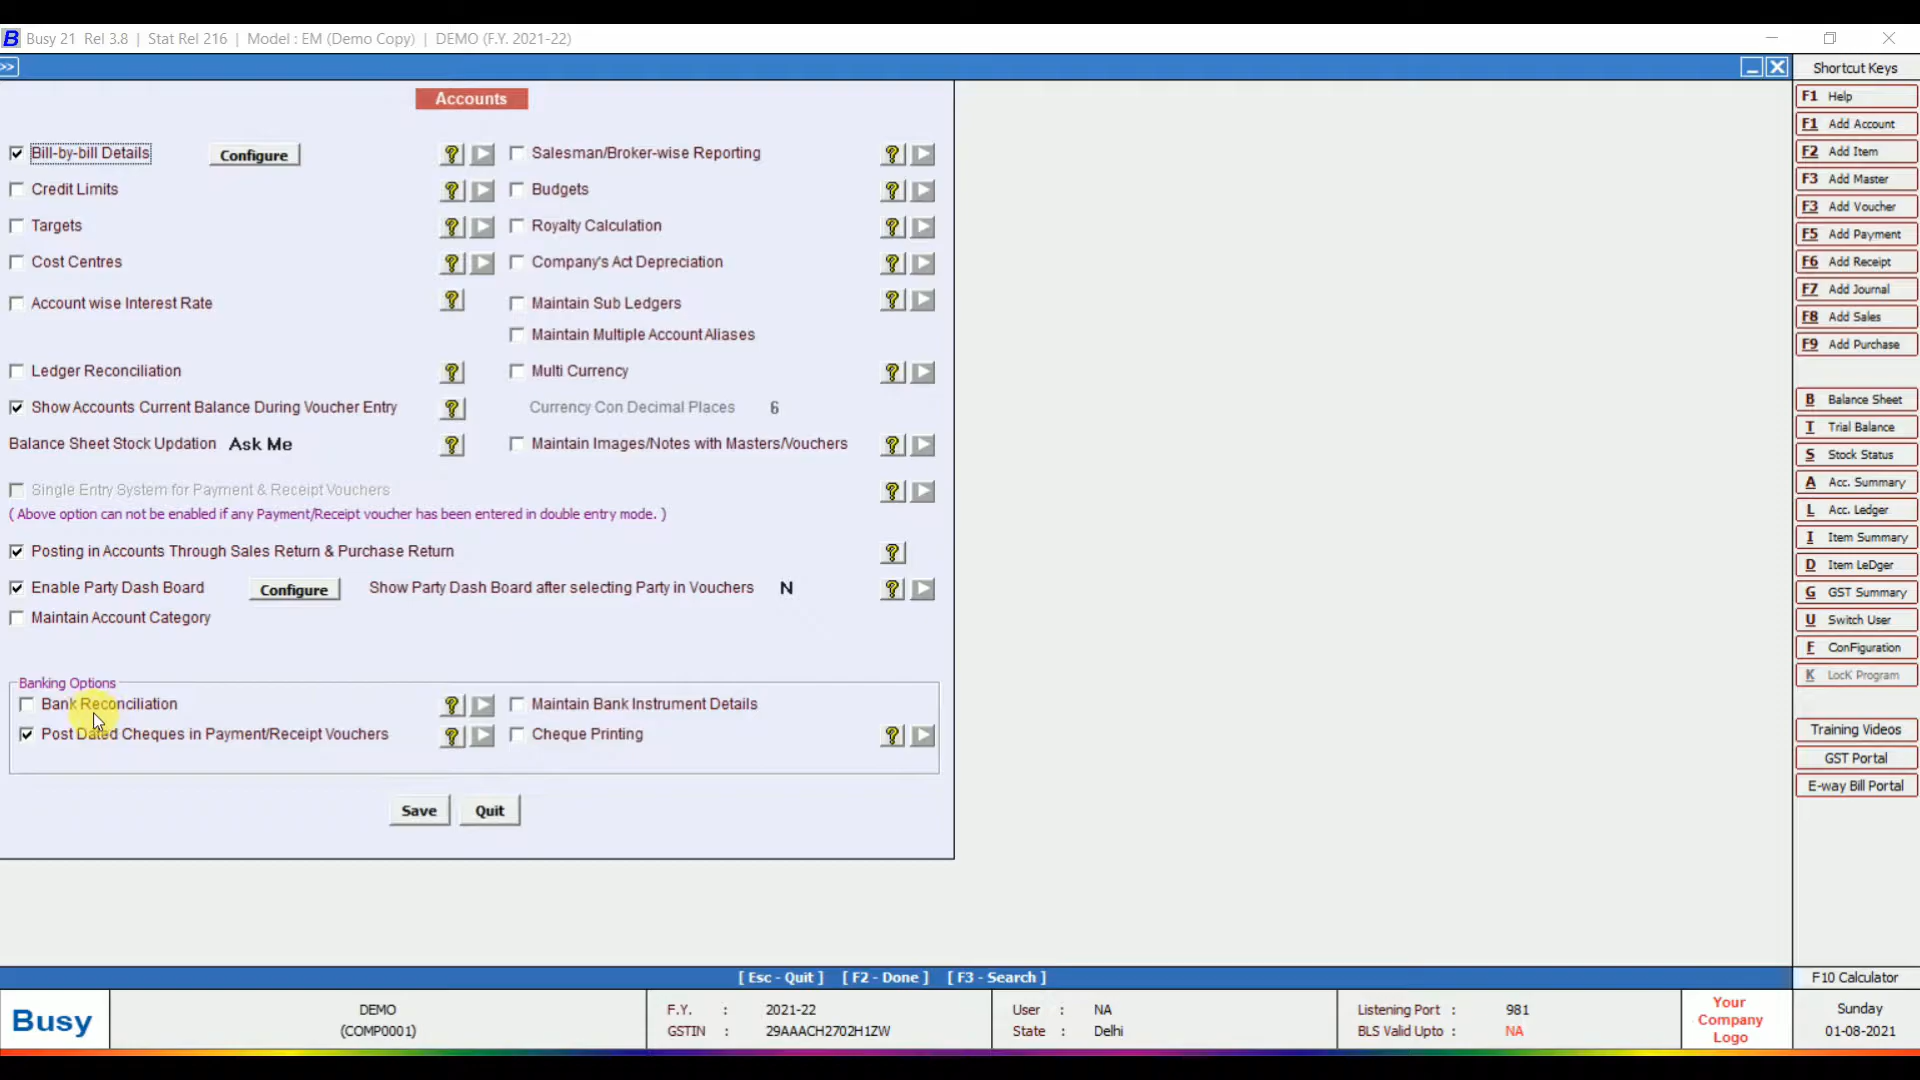 B Busy 21 Rel 3.8 | Stat Rel 216 | Model : EM (Demo Copy) | DEMO (F.Y. 2021-22)
>>
Shortcut Keys
Accounts
Bill-by-bill Details Configure ? Salesman/Broker-wise Reporting ?
Credit Limits ? Budgets ?
Targets ? Royalty Calculation ?
Cost Centres ? Company's Act Depreciation ?
Account wise Interest Rate ? Maintain Sub Ledgers ?
Maintain Multiple Account Aliases
Ledger Reconciliation ? Multi Currency ?
Show Accounts Current Balance During Voucher Entry ? Currency Con Decimal Places 6
Balance Sheet Stock Updation Ask Me ? Maintain Images/Notes with Masters/Vouchers ?
Single Entry System for Payment & Receipt Vouchers ?
( Above option can not be enabled if any Payment/Receipt voucher has been entered in double entry mode. )
Posting in Accounts Through Sales Return & Purchase Return ?
Enable Party Dash Board Configure Show Party Dash Board after selecting Party in Vouchers N ?
Maintain Account Category
Banking Options
Bank Reconciliation ? Maintain Bank Instrument Details
Post Dated Cheques in Payment/Receipt Vouchers ? Cheque Printing ?
Save Quit
F1 Help
F1 Add Account
F2 Add Item
F3 Add Master
F3 Add Voucher
F5 Add Payment
F6 Add Receipt
F7 Add Journal
F8 Add Sales
F9 Add Purchase
B Balance Sheet
T Trial Balance
S Stock Status
A Acc. Summary
L Acc. Ledger
I Item Summary
D Item LeDger
G GST Summary
U Switch User
F ConFiguration
K LocK Program
Training Videos
GST Portal
E-way Bill Portal
[ Esc - Quit ] [ F2 - Done ] [ F3 - Search ]
F10 Calculator
Busy
DEMO
(COMP0001)
F.Y. : 2021-22
GSTIN : 29AAACH2702H1ZW
User : NA
State : Delhi
Listening Port : 981
BLS Valid Upto : NA
Your
Company
Logo
Sunday
01-08-2021